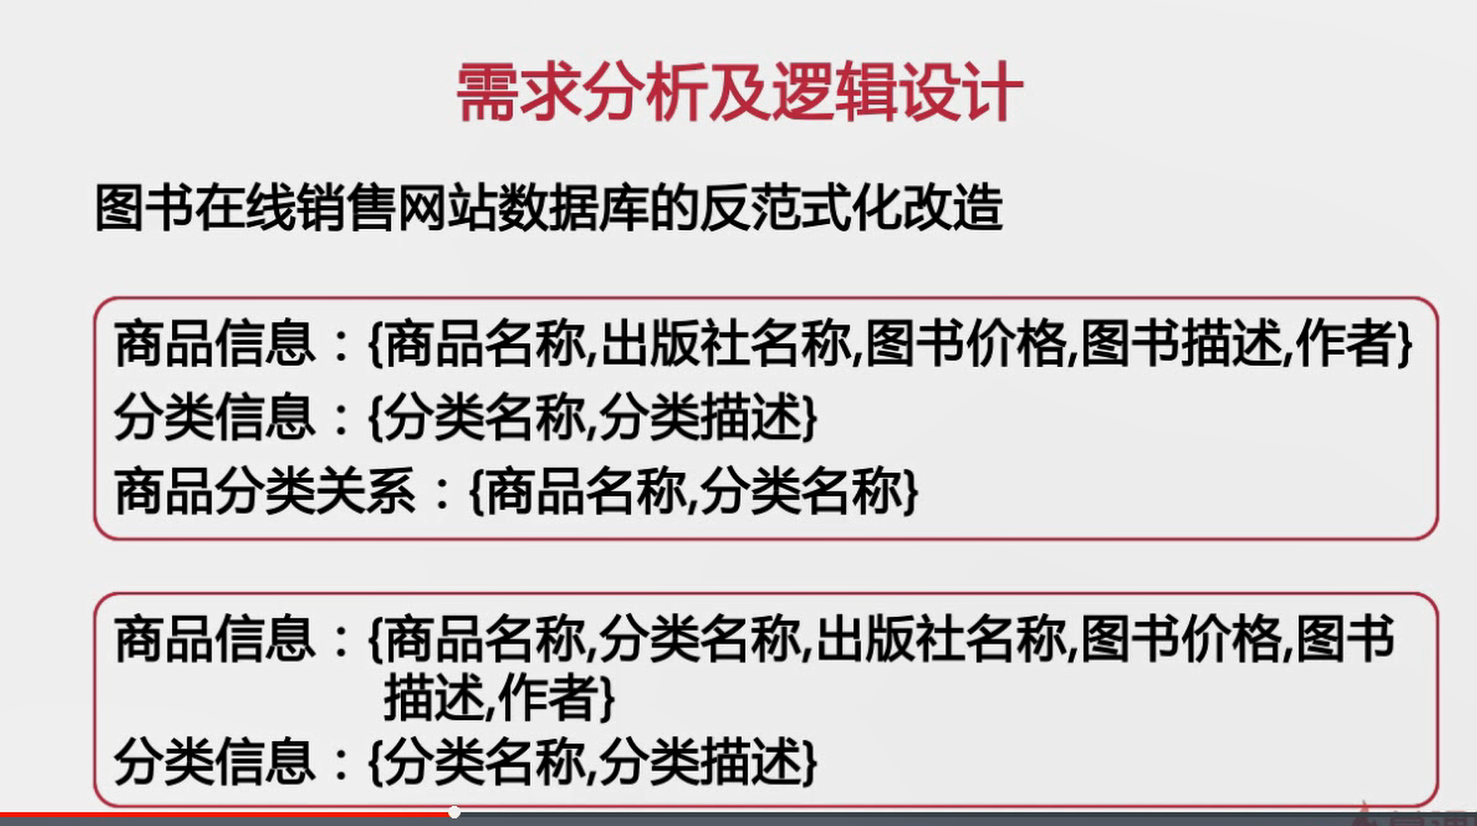 需求分析及逻辑设计
图书在线销售网站数据库的反范式化改造
商品信息：{商品名称,出版社名称,图书价格,图书描述,作者}
分类信息：{分类名称,分类描述}
商品分类关系：{商品名称,分类名称}
商品信息：{商品名称,分类名称,出版社名称,图书价格,图书
描述,作者}
分类信息：{分类名称,分类描述}